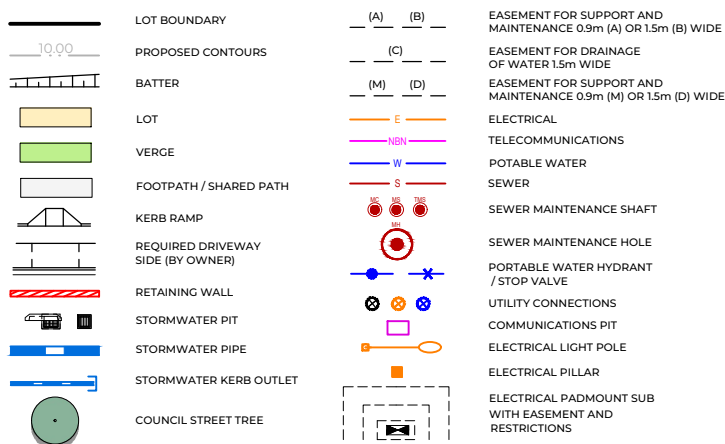 LOT BOUNDARY
10.00
PROPOSED CONTOURS
BATTER
LOT
VERGE
FOOTPATH / SHARED PATH
KERB RAMP
REQUIRED DRIVEWAY
SIDE (BY OWNER)
RETAINING WALL
STORMWATER PIT
STORMWATER PIPE
STORMWATER KERB OUTLET
COUNCIL STREET TREE
(A) (B)
EASEMENT FOR SUPPORT AND
MAINTENANCE 0.9m (A) OR 1.5m (B) WIDE
(C)
EASEMENT FOR DRAINAGE
OF WATER 1.5m WIDE
(M) (D)
EASEMENT FOR SUPPORT AND
MAINTENANCE 0.9m (M) OR 1.5m (D) WIDE
E
ELECTRICAL
NBN
TELECOMMUNICATIONS
W
POTABLE WATER
S
SEWER
MC MS TMS
SEWER MAINTENANCE SHAFT
MH
SEWER MAINTENANCE HOLE
PORTABLE WATER HYDRANT
/ STOP VALVE
UTILITY CONNECTIONS
COMMUNICATIONS PIT
ELECTRICAL LIGHT POLE
ELECTRICAL PILLAR
ELECTRICAL PADMOUNT SUB
WITH EASEMENT AND
RESTRICTIONS